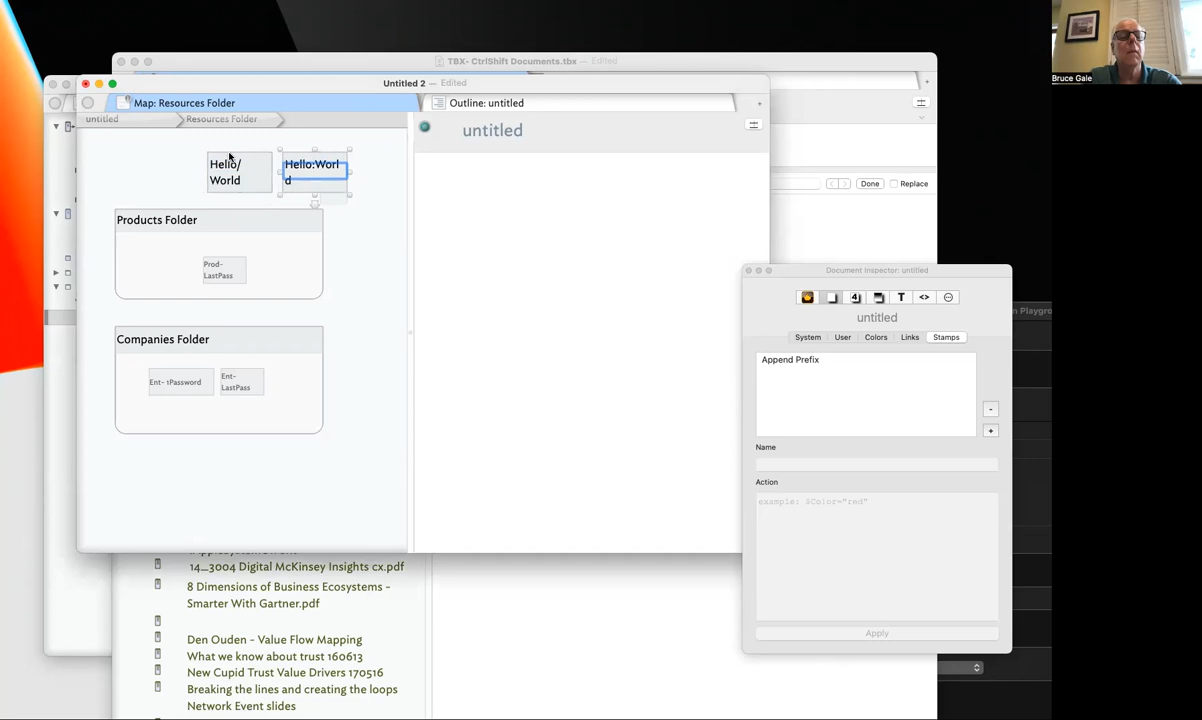 Bruce Gale
TBX- CtrlShift Documents.tbx — Edited
Untitled 2 — Edited
Map: Resources Folder
Outline: untitled
+
+
untitled
Resources Folder
untitled
Hello/
World
Hello:Worl
d
Done
Replace
Products Folder
Prod-
LastPass
Companies Folder
Ent- 1Password
Ent-
LastPass
Document Inspector: untitled
4
T
<>
untitled
System
User
Colors
Links
Stamps
Append Prefix
-
+
Name
Action
example: $Color="red"
Apply
n Playgrou
14_3004 Digital McKinsey Insights cx.pdf
8 Dimensions of Business Ecosystems -
Smarter With Gartner.pdf
Den Ouden - Value Flow Mapping
What we know about trust 160613
New Cupid Trust Value Drivers 170516
Breaking the lines and creating the loops
Network Event slides